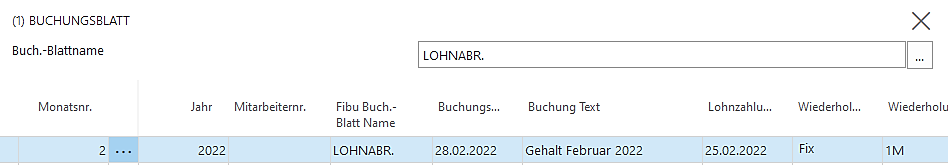 (1) BUCHUNGSBLATT
Buch.-Blattname
LOHNABR.
...
Monatsnr. Jahr Mitarbeiternr. Fibu Buch.- Buchungs... Buchung Text Lohnzahlu... Wiederhol... Wiederholu
Blatt Name
2 ... 2022 LOHNABR. 28.02.2022 Gehalt Februar 2022 25.02.2022 Fix 1M